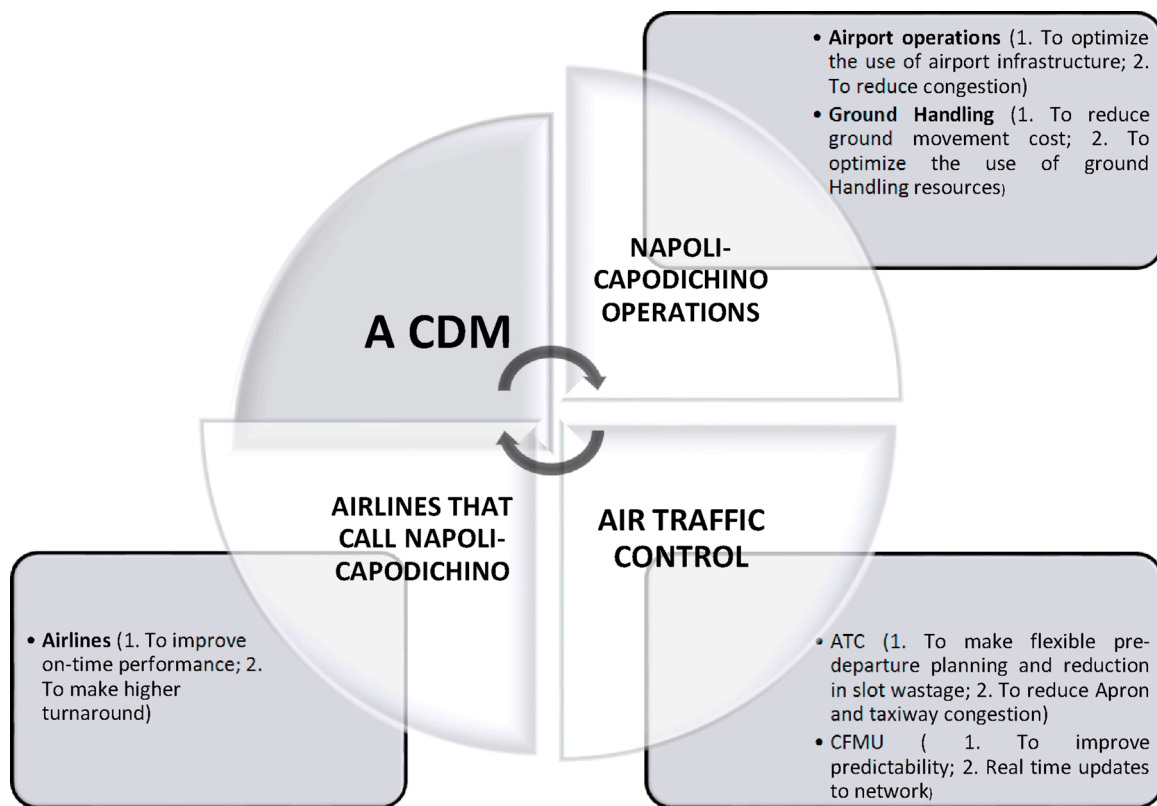 • Airport operations (1. To optimize
the use of airport infrastructure; 2.
To reduce congestion)
• Ground Handling (1. To reduce
ground movement cost; 2. To
optimize the use of ground
Handling resources)
NAPOLI-
CAPODICHINO
OPERATIONS
A CDM
AIRLINES THAT
CALL NAPOLI-
CAPODICHINO
AIR TRAFFIC
CONTROL
• Airlines (1. To improve
on-time performance; 2.
To make higher
turnaround)
• ATC (1. To make flexible pre-
departure planning and reduction
in slot wastage; 2. To reduce Apron
and taxiway congestion)
• CFMU ( 1. To improve
predictability; 2. Real time updates
to network)